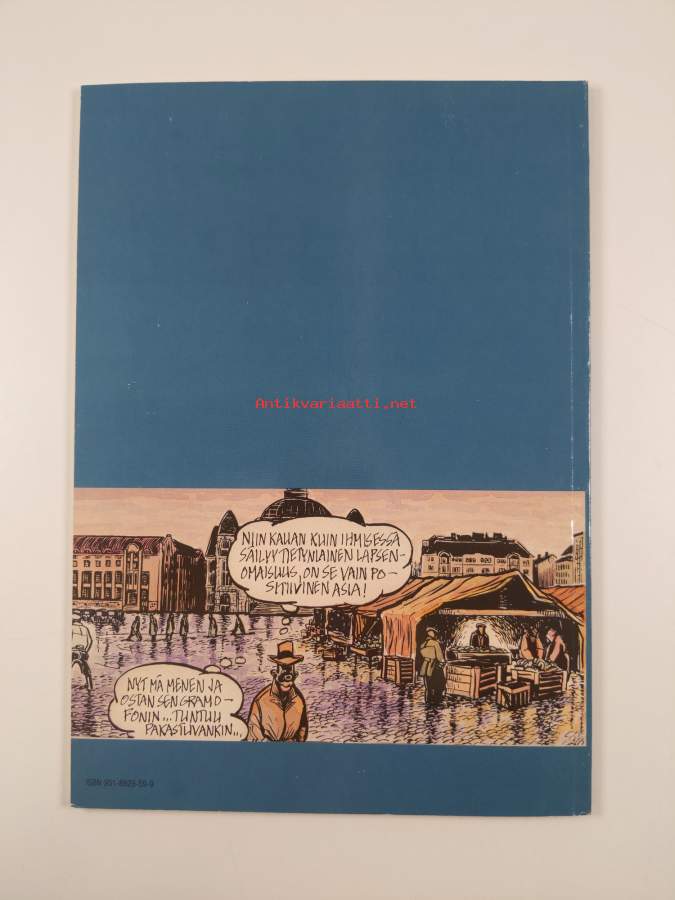 Antikvariaatti.net
NIIN KAUAN KUIN IHMISESSÄ
SÄILYY TIETYNLAINEN LAPSEN-
OMAISUUS, ON SE VAIN PO-
SITIIVINEN ASIA!
NYT MÄ MENEN JA
OSTAN SEN GRAMO-
FONIN... TUNTUU
PAKASTUVANKIN..